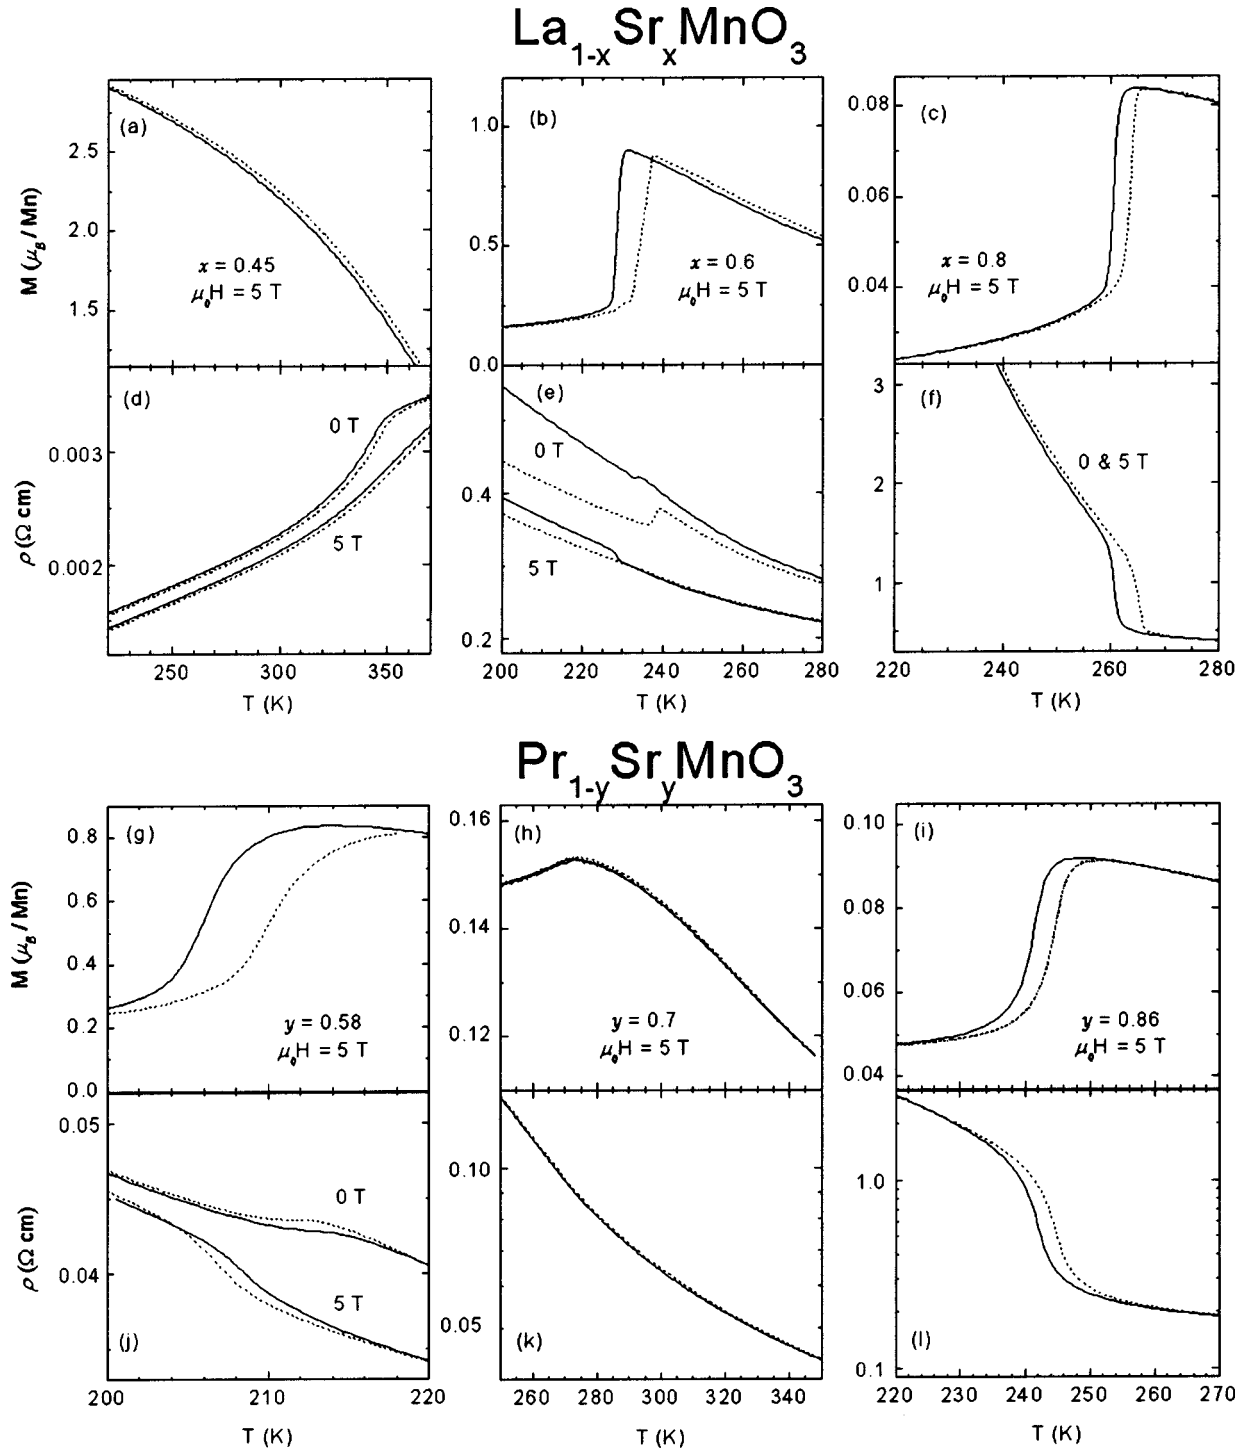 La1-xSrxMnO3
(a)
2.5
2.0
1.5
M (μB / Mn)
x = 0.45
μ0H = 5 T
(b)
1.0
0.5
0.0
x = 0.6
μ0H = 5 T
(c)
0.08
0.06
0.04
x = 0.8
μ0H = 5 T
(d)
0 T
5 T
0.003
0.002
ρ (Ω cm)
250 300 350
T (K)
(e)
0 T
5 T
0.4
0.2
200 220 240 260 280
T (K)
(f)
3
2
1
0 & 5 T
220 240 260 280
T (K)
Pr1-ySryMnO3
(g)
0.8
0.6
0.4
0.2
0.0
M (μB / Mn)
y = 0.58
μ0H = 5 T
(h)
0.16
0.14
0.12
y = 0.7
μ0H = 5 T
(i)
0.10
0.08
0.06
0.04
y = 0.86
μ0H = 5 T
0.05
0.04
ρ (Ω cm)
0 T
5 T
(j)
200 210 220
T (K)
0.10
0.05
(k)
260 280 300 320 340
T (K)
1.0
0.1
(l)
220 230 240 250 260 270
T (K)